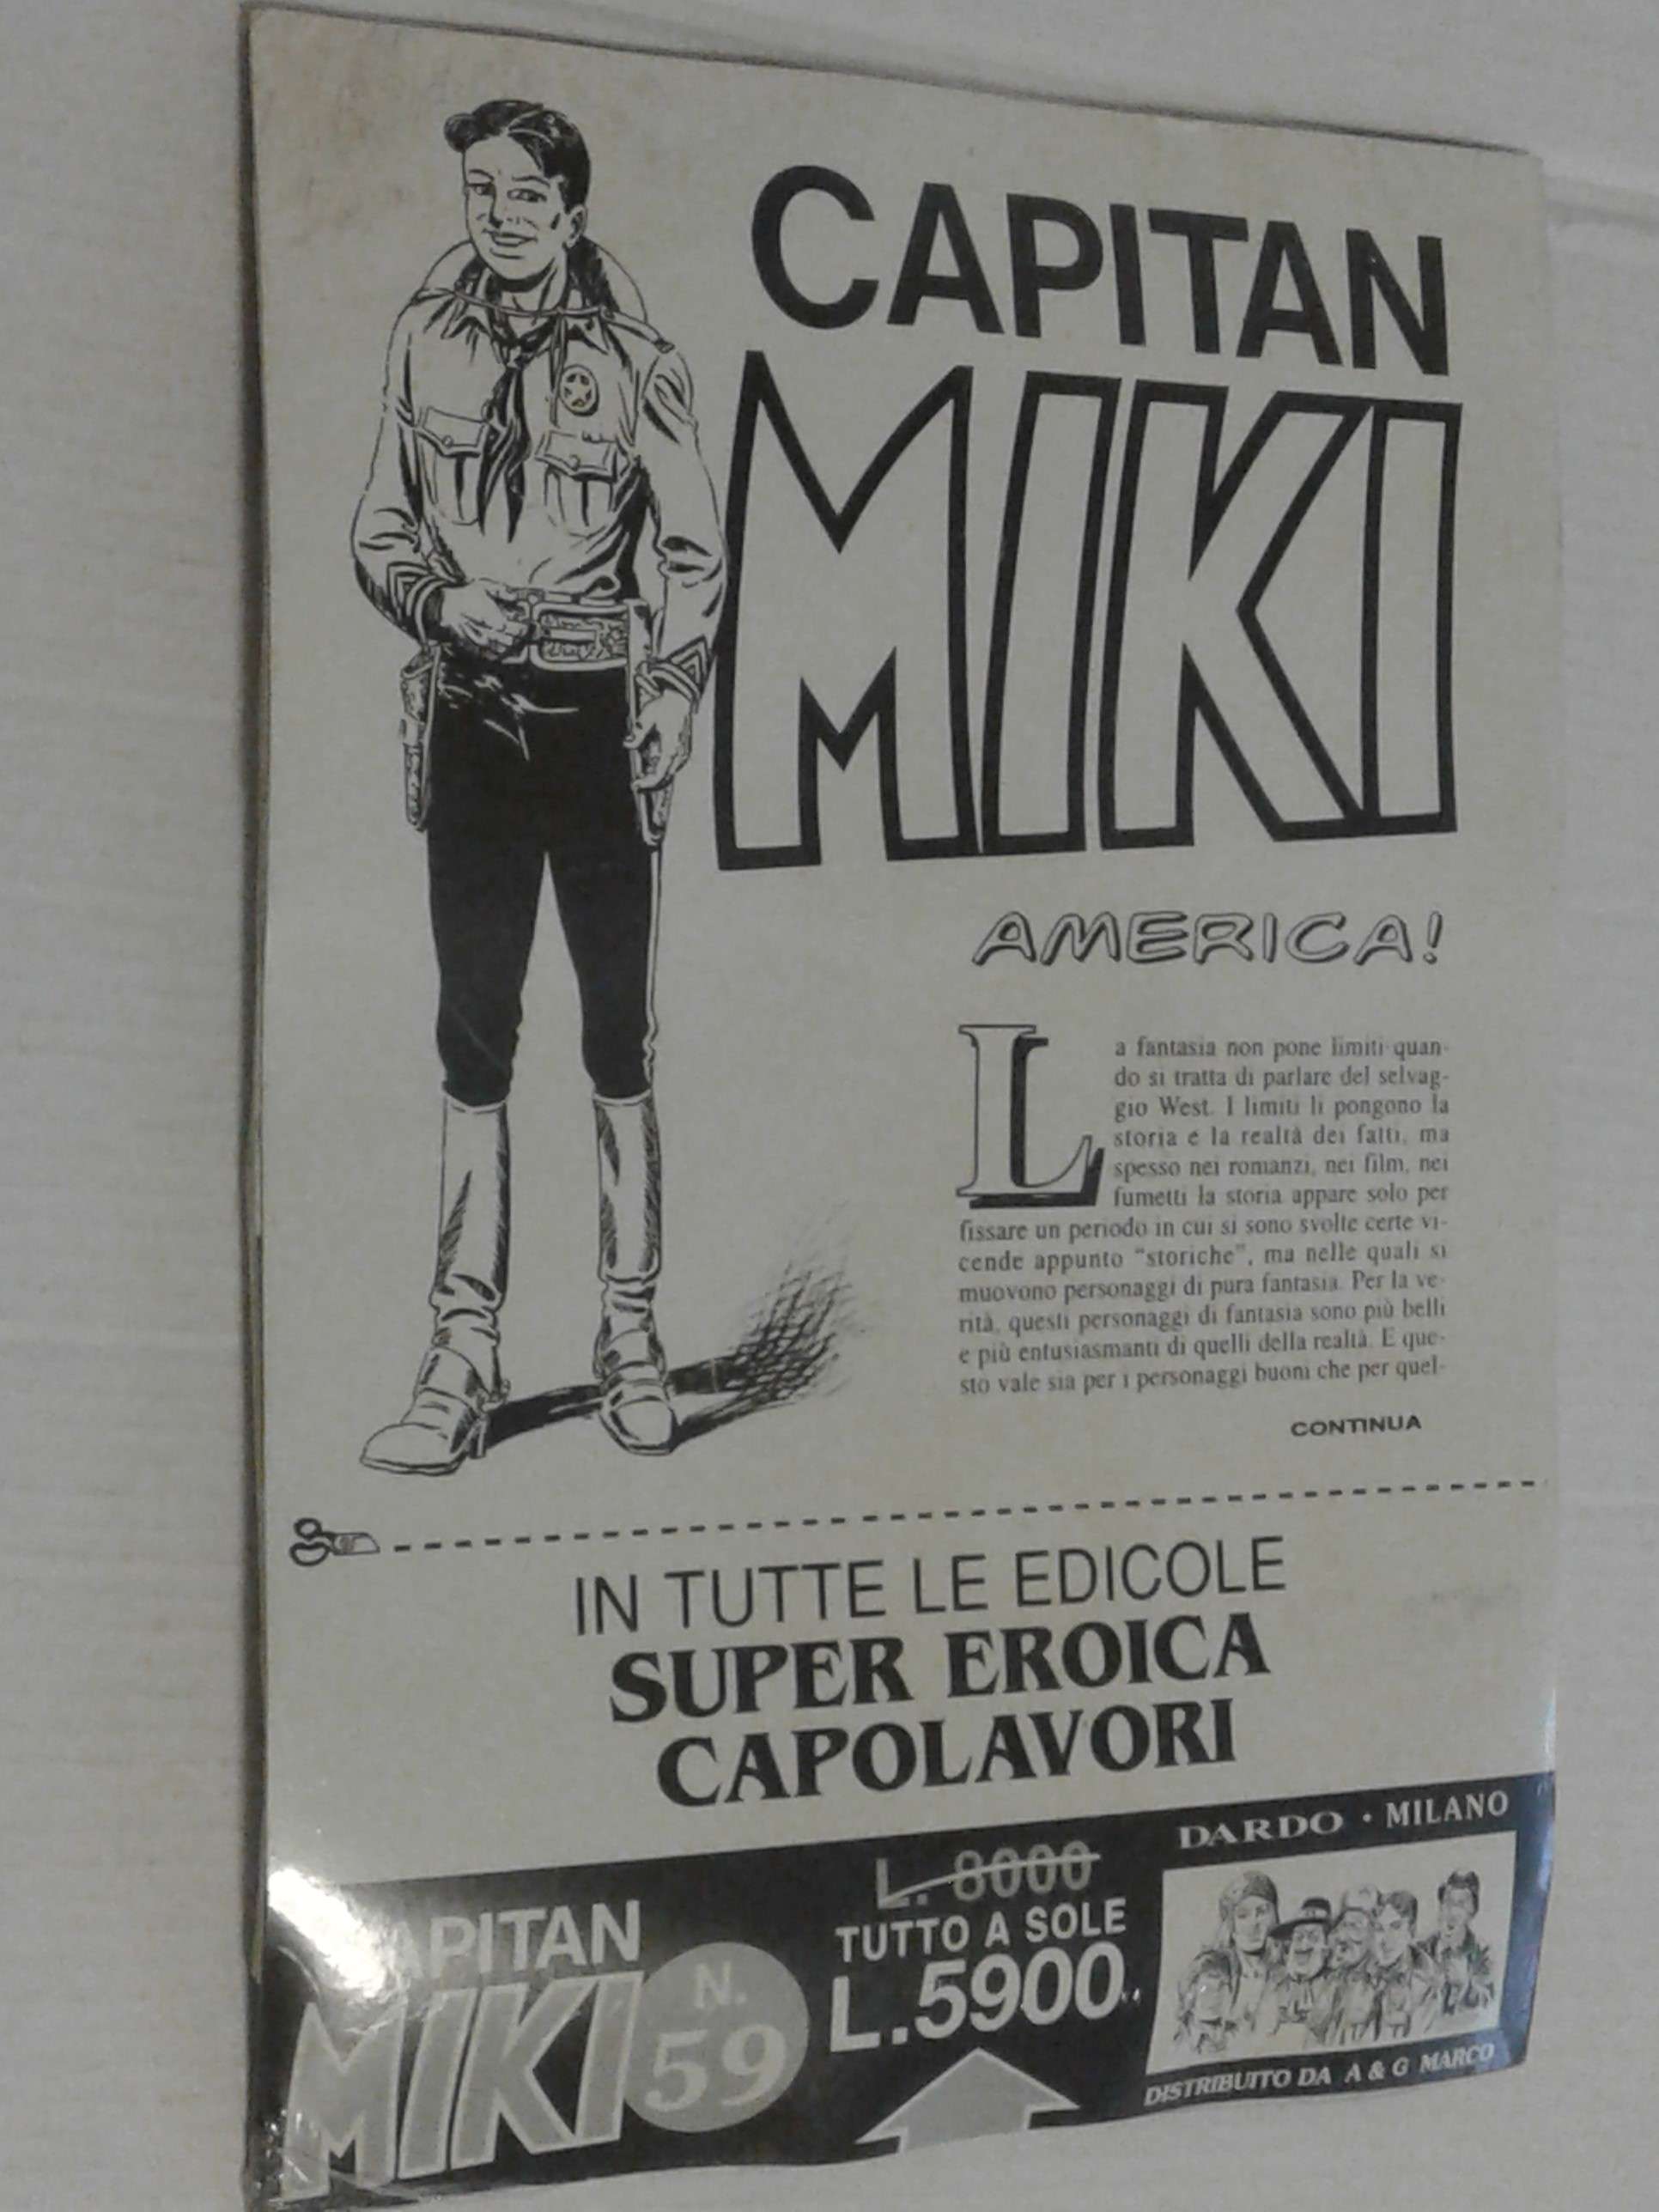 CAPITAN
MIKI
AMERICA!
La fantasia non pone limiti quan-
do si tratta di parlare del selvag-
gio West. I limiti li pongono la
storia e la realtà dei fatti, ma
spesso nei romanzi, nei film, nei
fumetti la storia appare solo per
fissare un periodo in cui si sono svolte certe vi-
cende appunto "storiche", ma nelle quali si
muovono personaggi di pura fantasia. Per la ve-
rità, questi personaggi di fantasia sono più belli
e più entusiasmanti di quelli della realtà. E que-
sto vale sia per i personaggi buoni che per quel-
CONTINUA
IN TUTTE LE EDICOLE
SUPER EROICA
CAPOLAVORI
CAPITAN
MIKI
N.
59
L. 8000
TUTTO A SOLE
L.5900
DARDO • MILANO
DISTRIBUITO DA A & G MARCO